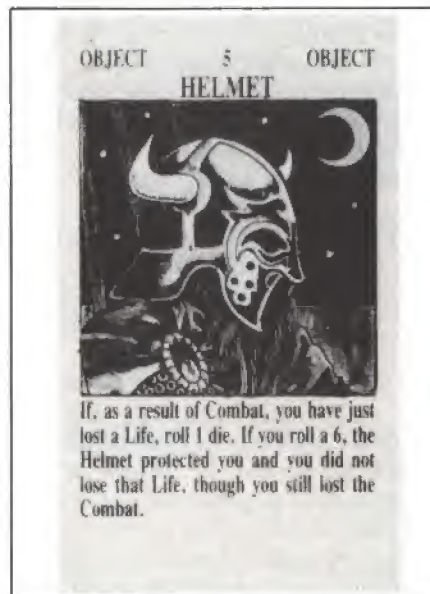 OBJECT 5 OBJECT
HELMET
If, as a result of Combat, you have just
lost a Life, roll 1 die. If you roll a 6, the
Helmet protected you and you did not
lose that Life, though you still lost the
Combat.